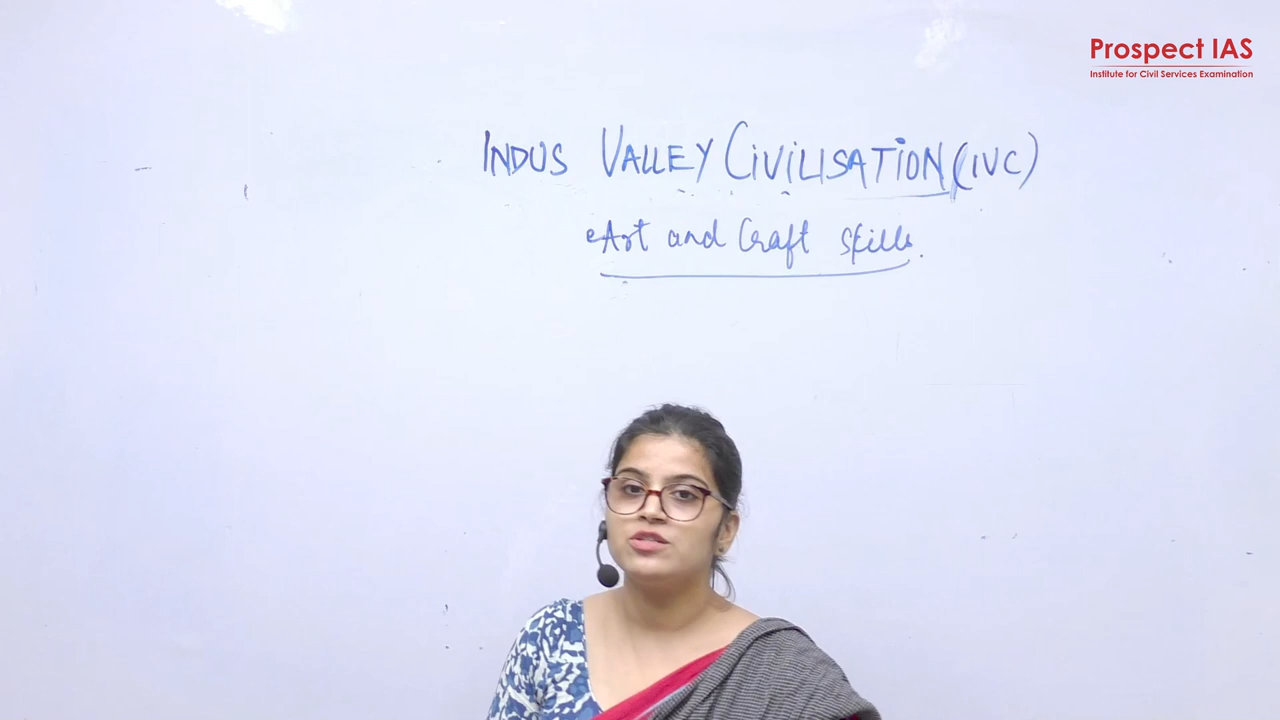 Prospect IAS
Institute for Civil Services Examination
INDUS VALLEY CIVILISATION (IVC)
Art and Craft Skills.